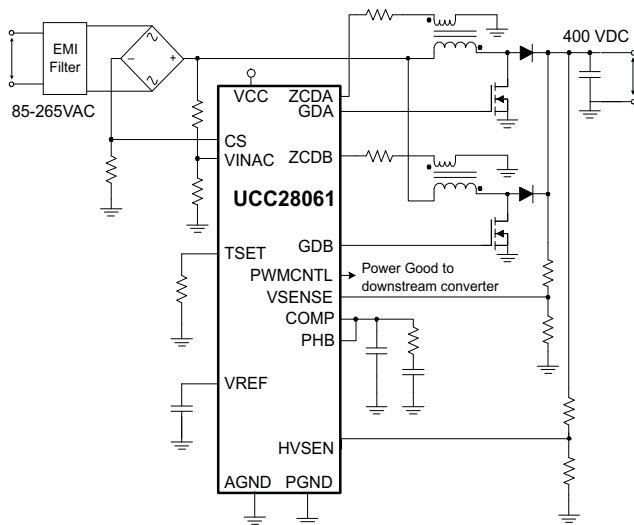 EMI
Filter
85-265VAC
−
+
400 VDC
VCC
ZCDA
GDA
CS
VINAC
ZCDB
UCC28061
GDB
TSET
PWMCNTL
Power Good to
downstream converter
VSENSE
COMP
PHB
VREF
HVSEN
AGND
PGND